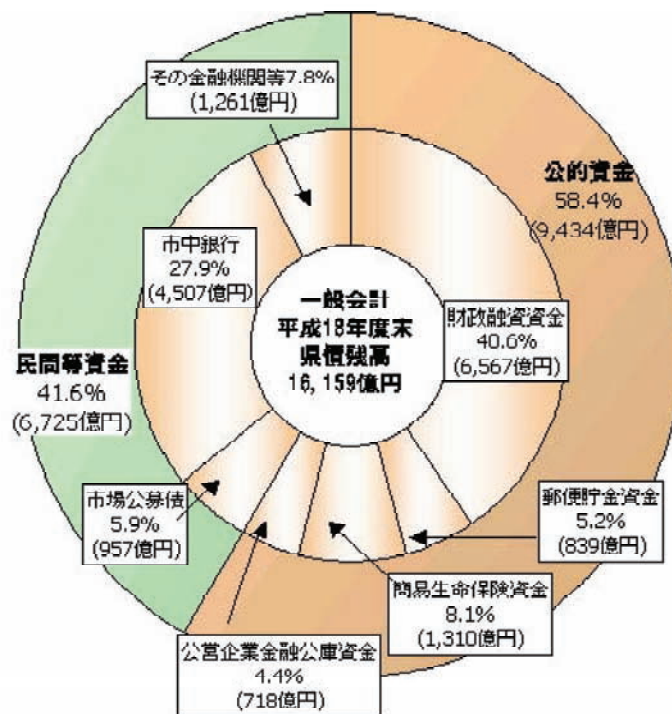 その金融機関等7.8%
(1,261億円)
公的資金
58.4%
(9,434億円)
市中銀行
27.9%
(4,507億円)
一般会計
平成18年度末
県債残高
16,159億円
財政融資資金
40.6%
(6,567億円)
民間等資金
41.6%
(6,725億円)
市場公募債
5.9%
(957億円)
郵便貯金資金
5.2%
(839億円)
簡易生命保険資金
8.1%
(1,310億円)
公営企業金融公庫資金
4.4%
(718億円)